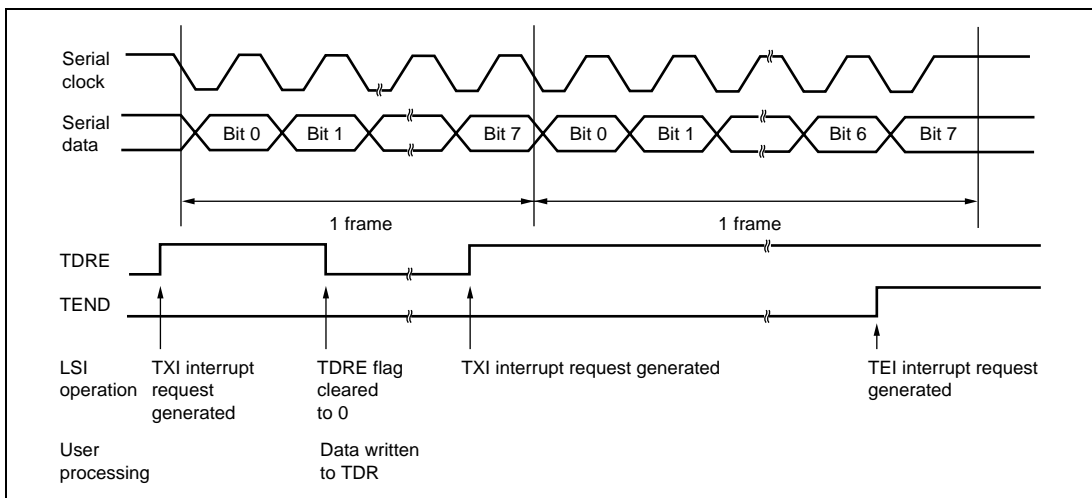 Serial
clock
Serial
data
Bit 0 Bit 1 Bit 7 Bit 0 Bit 1 Bit 6 Bit 7
1 frame 1 frame
TDRE
TEND
LSI
operation
TXI interrupt
request
generated
TDRE flag
cleared
to 0
TXI interrupt request generated
TEI interrupt request
generated
User
processing
Data written
to TDR